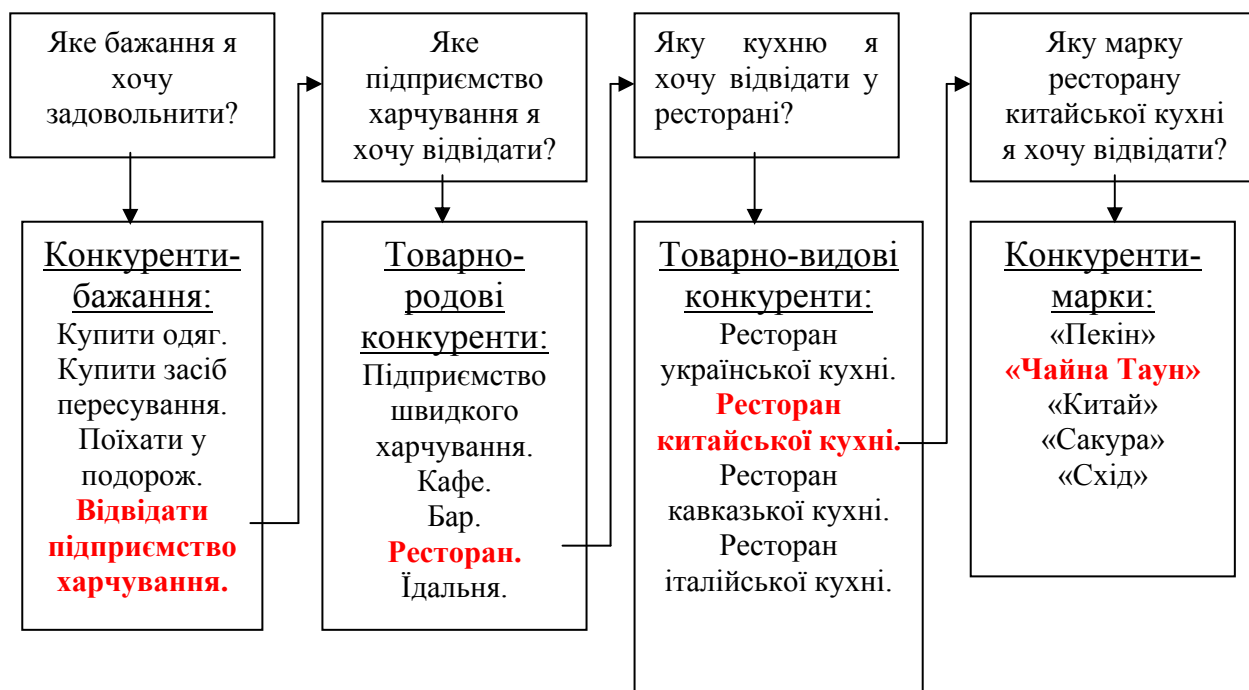 Яке бажання я
хочу
задовольнити?
Конкуренти-
бажання:
Купити одяг.
Купити засіб
пересування.
Поїхати у
подорож.
Відвідати
підприємство
харчування.
Яке
підприємство
харчування я
хочу відвідати?
Товарно-
родові
конкуренти:
Підприємство
швидкого
харчування.
Кафе.
Бар.
Ресторан.
Їдальня.
Яку кухню я
хочу відвідати у
ресторані?
Товарно-видові
конкуренти:
Ресторан
української кухні.
Ресторан
китайської кухні.
Ресторан
кавказької кухні.
Ресторан
італійської кухні.
Яку марку
ресторану
китайської кухні
я хочу відвідати?
Конкуренти-
марки:
«Пекін»
«Чайна Таун»
«Китай»
«Сакура»
«Схід»